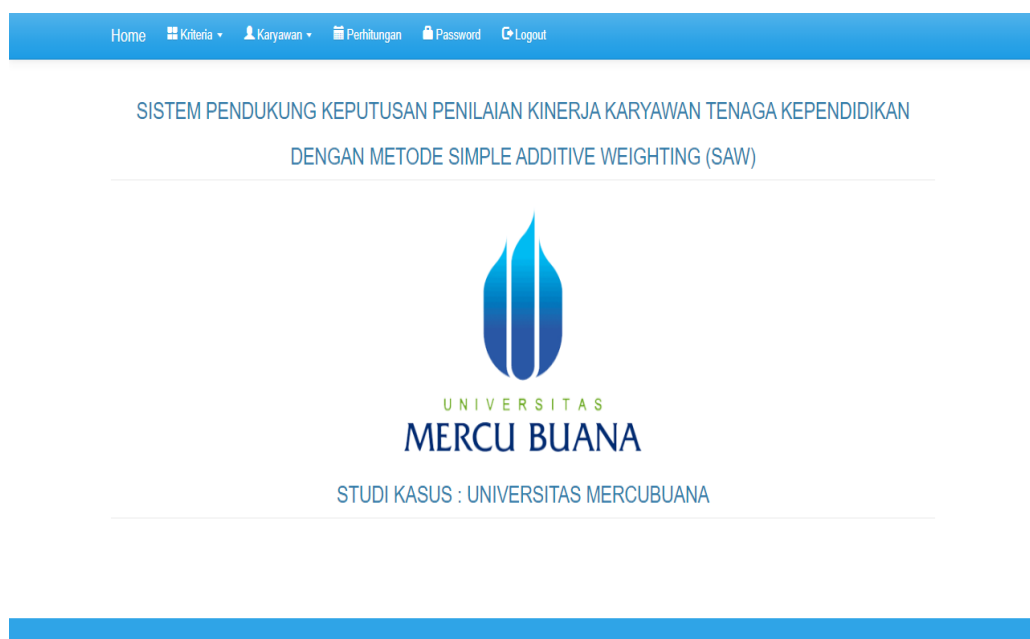 Home Kriteria Karyawan Perhitungan Password Logout
SISTEM PENDUKUNG KEPUTUSAN PENILAIAN KINERJA KARYAWAN TENAGA KEPENDIDIKAN
DENGAN METODE SIMPLE ADDITIVE WEIGHTING (SAW)
UNIVERSITAS
MERCU BUANA
STUDI KASUS : UNIVERSITAS MERCUBUANA